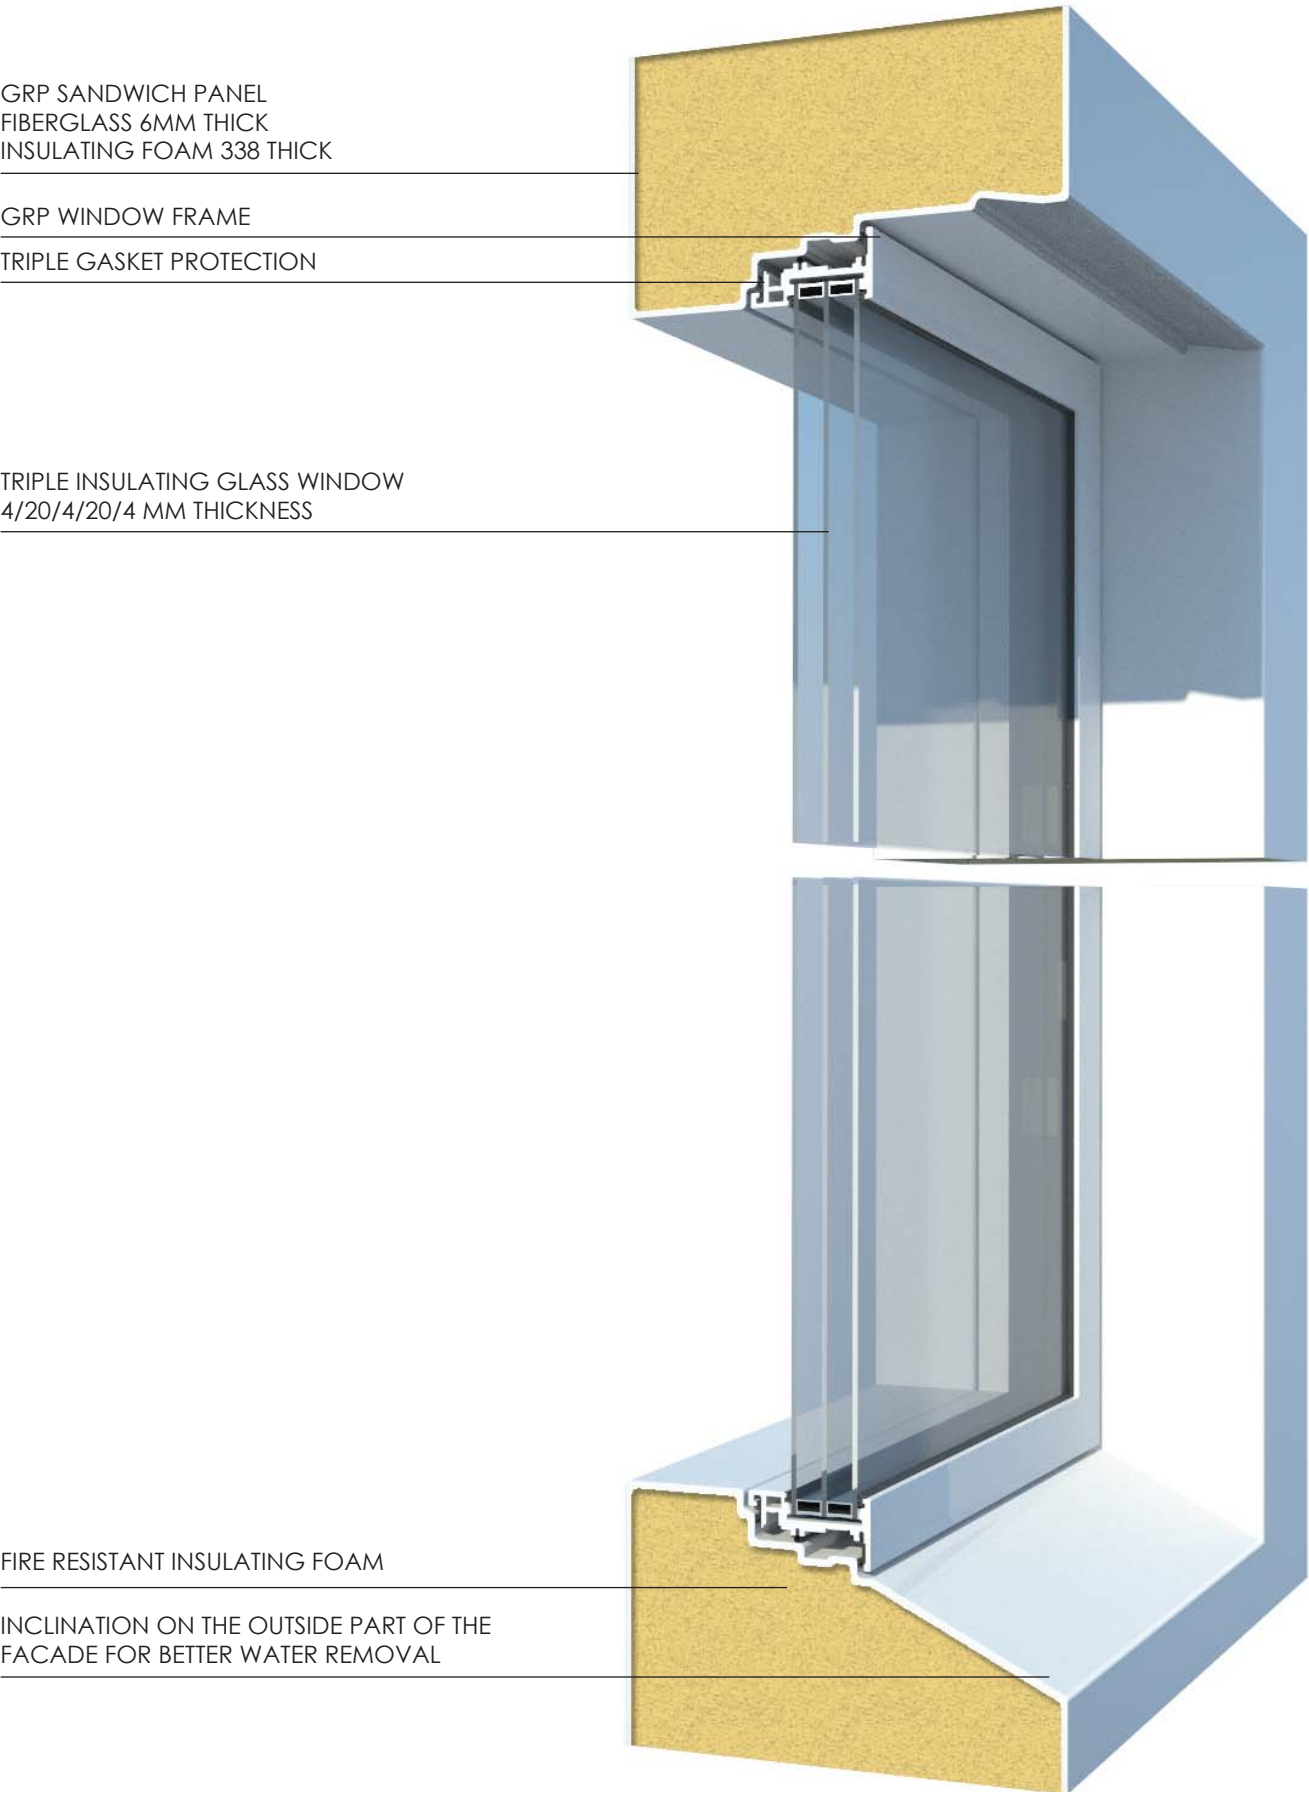 GRP SANDWICH PANEL
FIBERGLASS 6MM THICK
INSULATING FOAM 338 THICK
GRP WINDOW FRAME
TRIPLE GASKET PROTECTION
TRIPLE INSULATING GLASS WINDOW
4/20/4/20/4 MM THICKNESS
FIRE RESISTANT INSULATING FOAM
INCLINATION ON THE OUTSIDE PART OF THE
FACADE FOR BETTER WATER REMOVAL